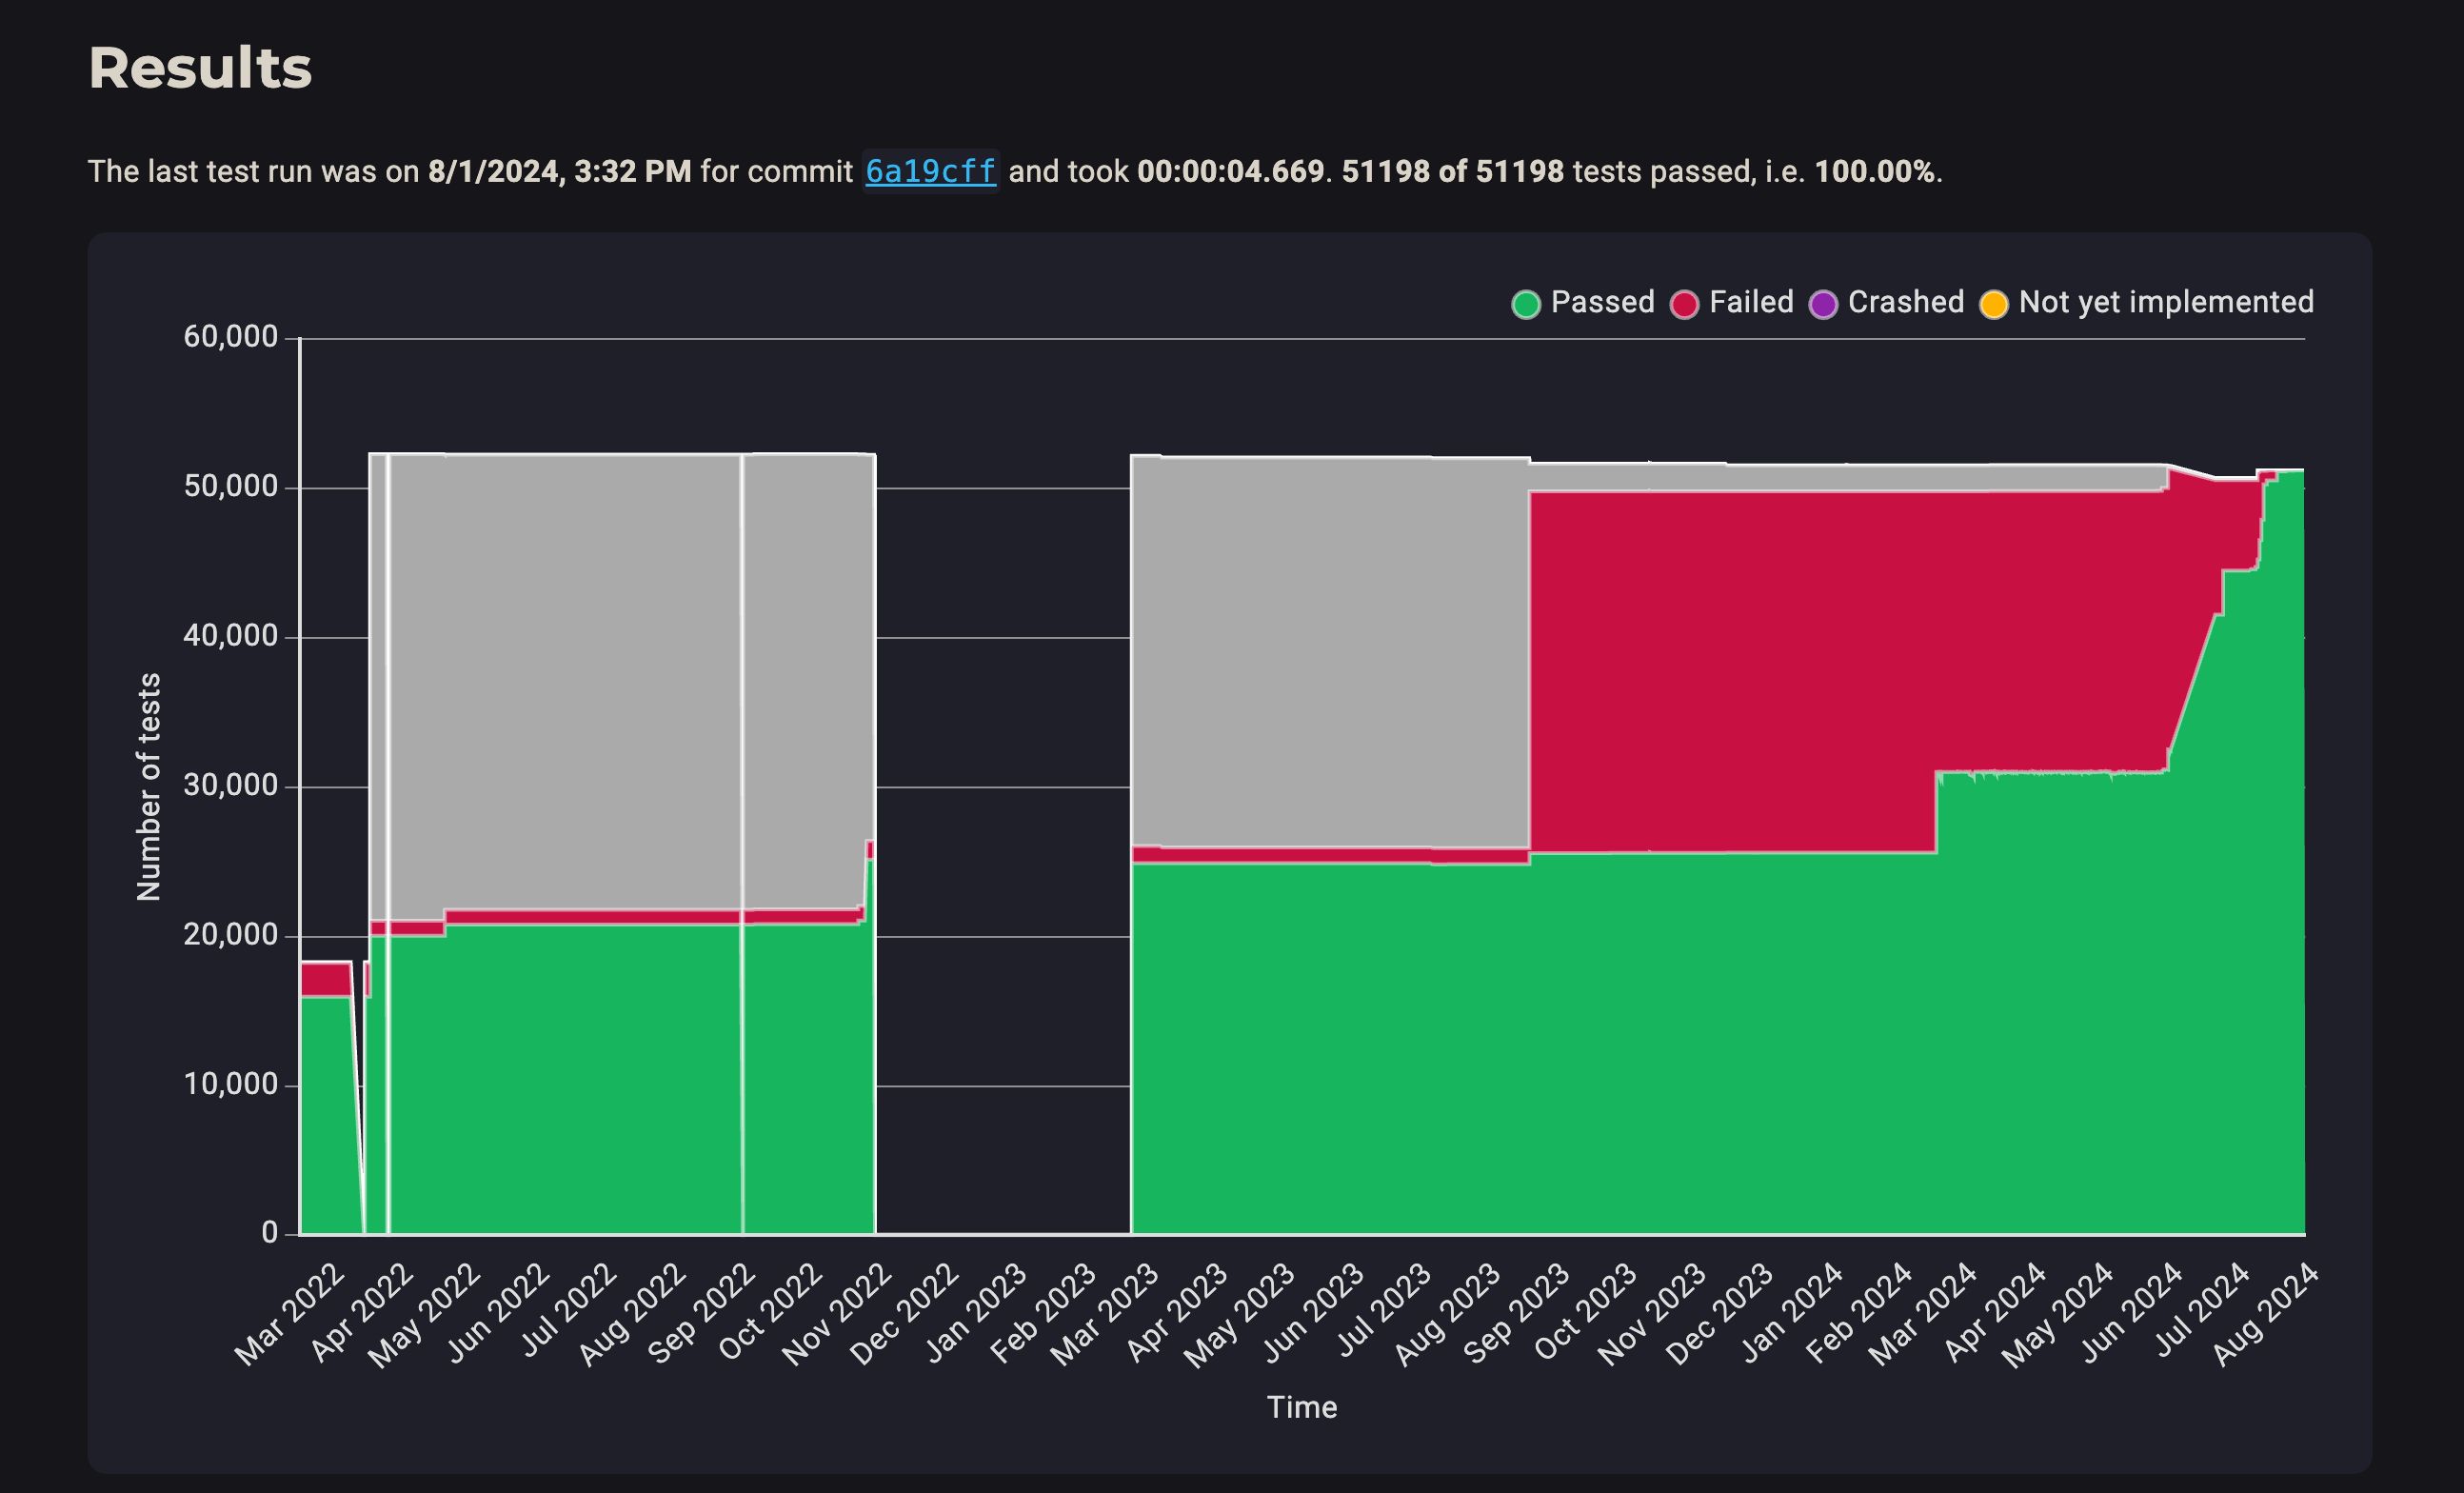 Results
The last test run was on 8/1/2024, 3:32 PM for commit 6a19cff and took 00:00:04.669. 51198 of 51198 tests passed, i.e. 100.00%.
Passed Failed Crashed Not yet implemented
60,000
50,000
40,000
30,000
20,000
10,000
0
Number of tests
Mar 2022
Apr 2022
May 2022
Jun 2022
Jul 2022
Aug 2022
Sep 2022
Oct 2022
Nov 2022
Dec 2022
Jan 2023
Feb 2023
Mar 2023
Apr 2023
May 2023
Jun 2023
Jul 2023
Aug 2023
Sep 2023
Oct 2023
Nov 2023
Dec 2023
Jan 2024
Feb 2024
Mar 2024
Apr 2024
May 2024
Jun 2024
Jul 2024
Aug 2024
Time